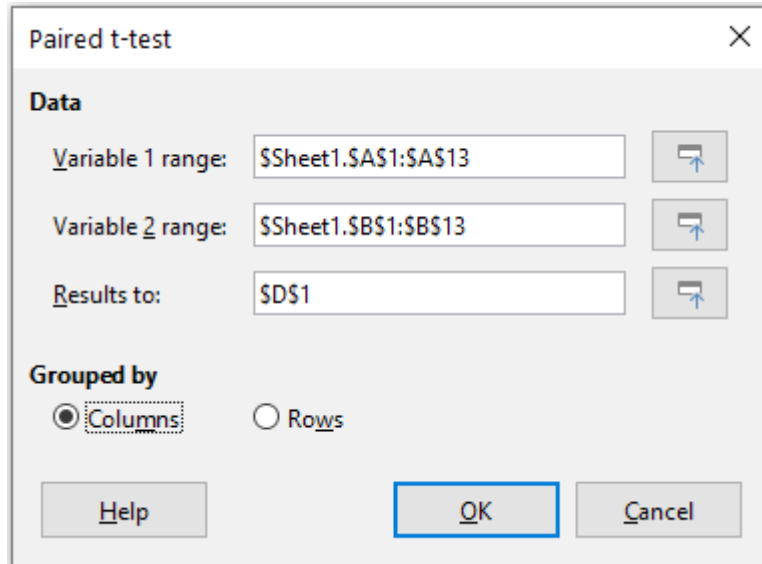 Paired t-test
Data
Variable 1 range: $Sheet1.$A$1:$A$13
Variable 2 range: $Sheet1.$B$1:$B$13
Results to: $D$1
Grouped by
Columns Rows
Help OK Cancel